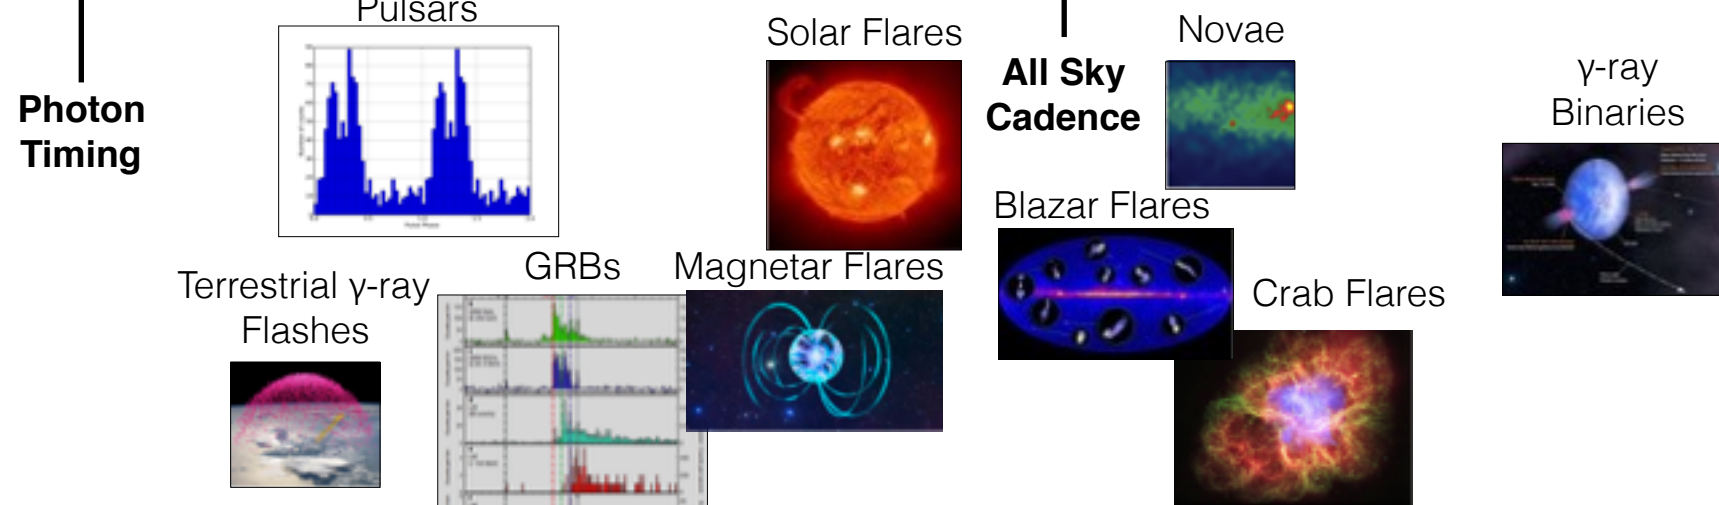 Pulsars
Solar Flares
Novae
All Sky
Cadence
γ-ray
Binaries
Photon
Timing
Blazar Flares
GRBs
Magnetar Flares
Terrestrial γ-ray
Flashes
Crab Flares